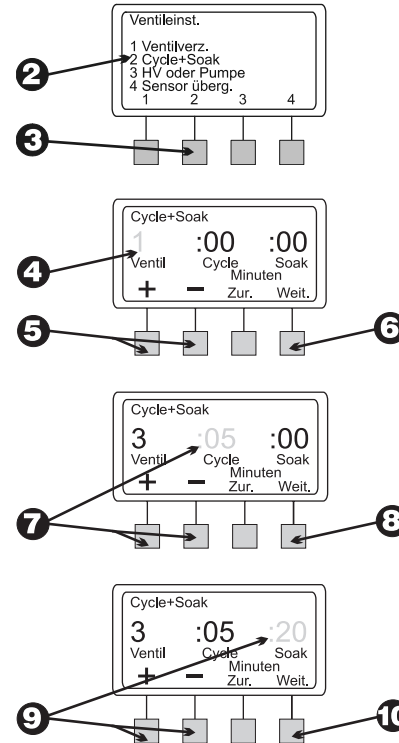 Ventileinst.
1 Ventilverz.
2 Cycle+Soak
3 HV oder Pumpe
4 Sensor überg.
1 2 3 4
2
3
Cycle+Soak
1 :00 :00
Ventil Cycle Soak
Minuten
+ – Zur. Weit.
4
5
6
Cycle+Soak
3 :05 :00
Ventil Cycle Soak
Minuten
+ – Zur. Weit.
7
8
Cycle+Soak
3 :05 :20
Ventil Cycle Soak
Minuten
+ – Zur. Weit.
9
10